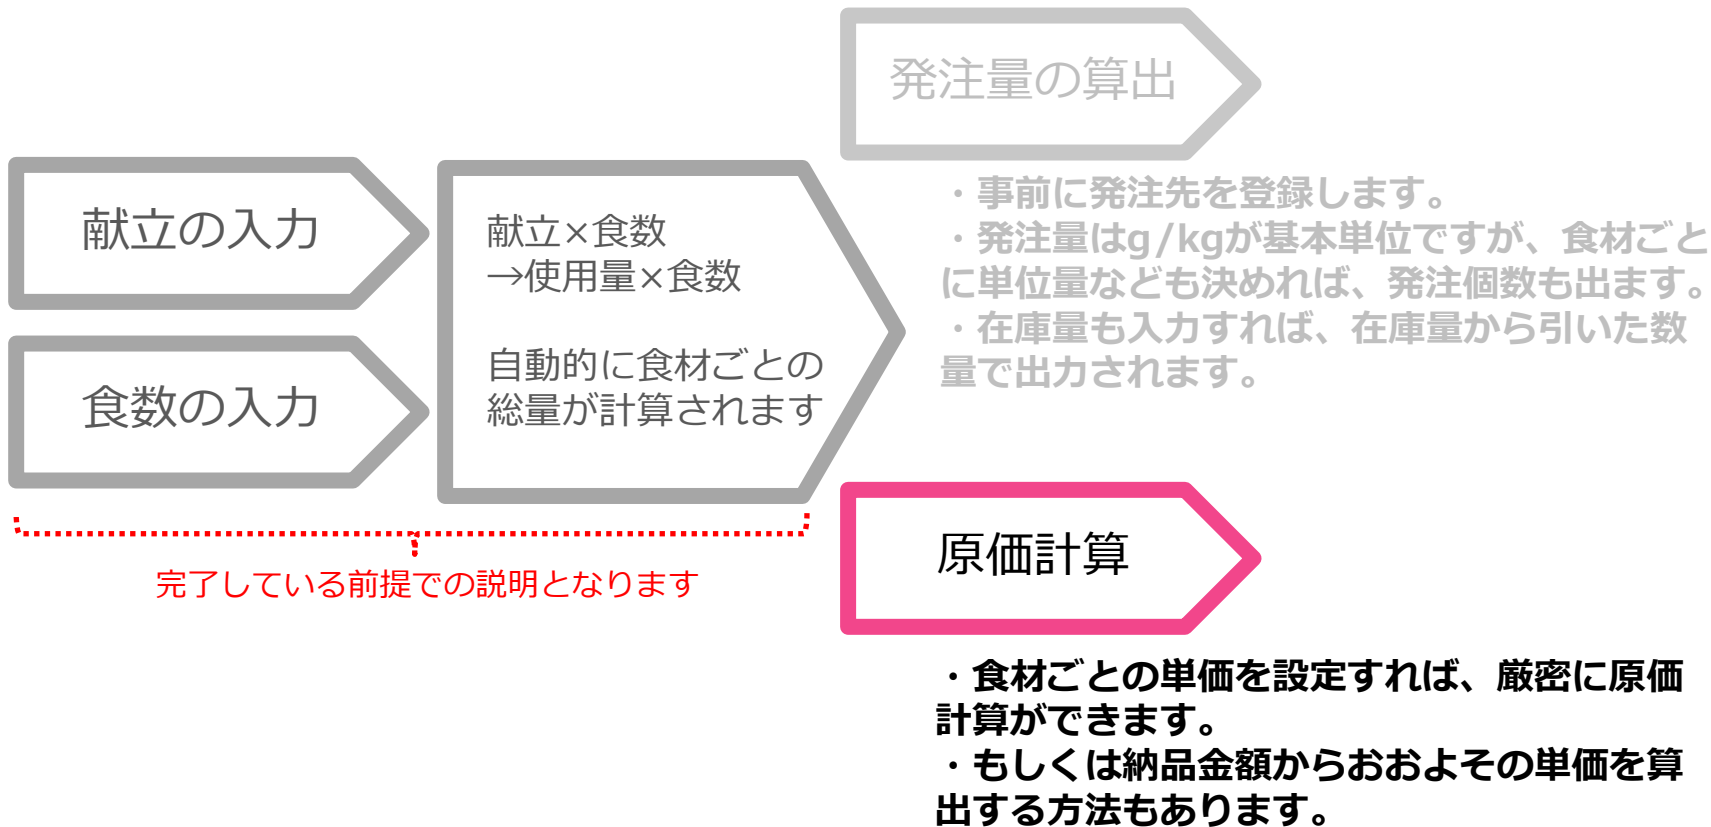 献立の入力
食数の入力
献立×食数
→使用量×食数
自動的に食材ごとの
総量が計算されます
完了している前提での説明となります
発注量の算出
・事前に発注先を登録します。
・発注量はg/kgが基本単位ですが、食材ごと
に単位量なども決めれば、発注個数も出ます。
・在庫量も入力すれば、在庫量から引いた数
量で出力されます。
原価計算
・食材ごとの単価を設定すれば、厳密に原価
計算ができます。
・もしくは納品金額からおおよその単価を算
出する方法もあります。